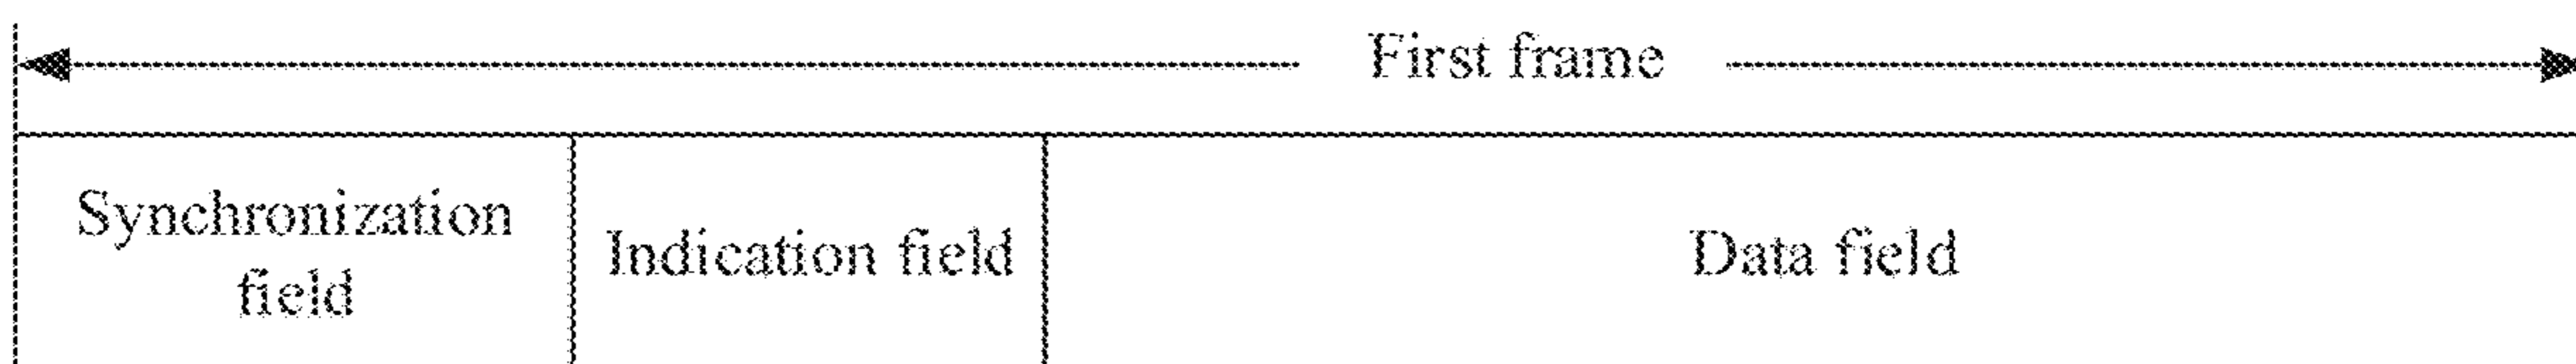 First frame
Synchronization
field
Indication field
Data field